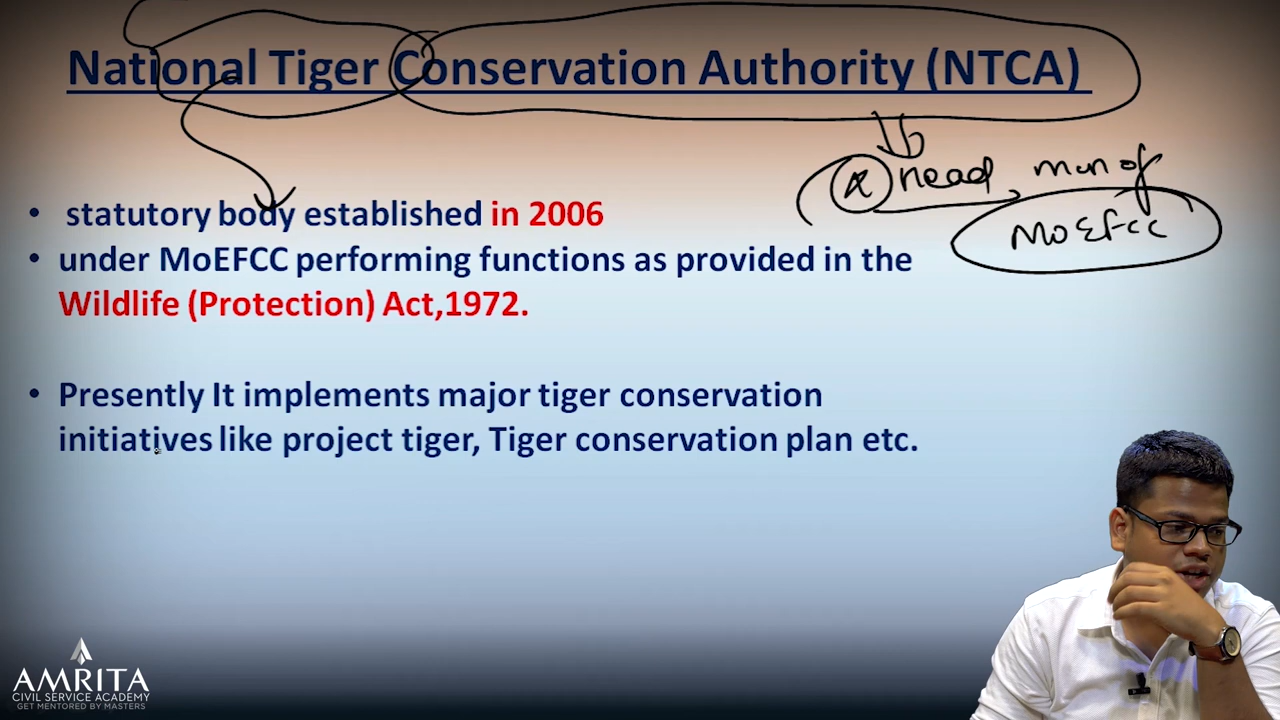 National Tiger Conservation Authority (NTCA)
head, min of
MoEFCC
• statutory body established in 2006
• under MoEFCC performing functions as provided in the
Wildlife (Protection) Act,1972.
• Presently It implements major tiger conservation
initiatives like project tiger, Tiger conservation plan etc.
AMRITA
CIVIL SERVICE ACADEMY
GET MENTORED BY MASTERS